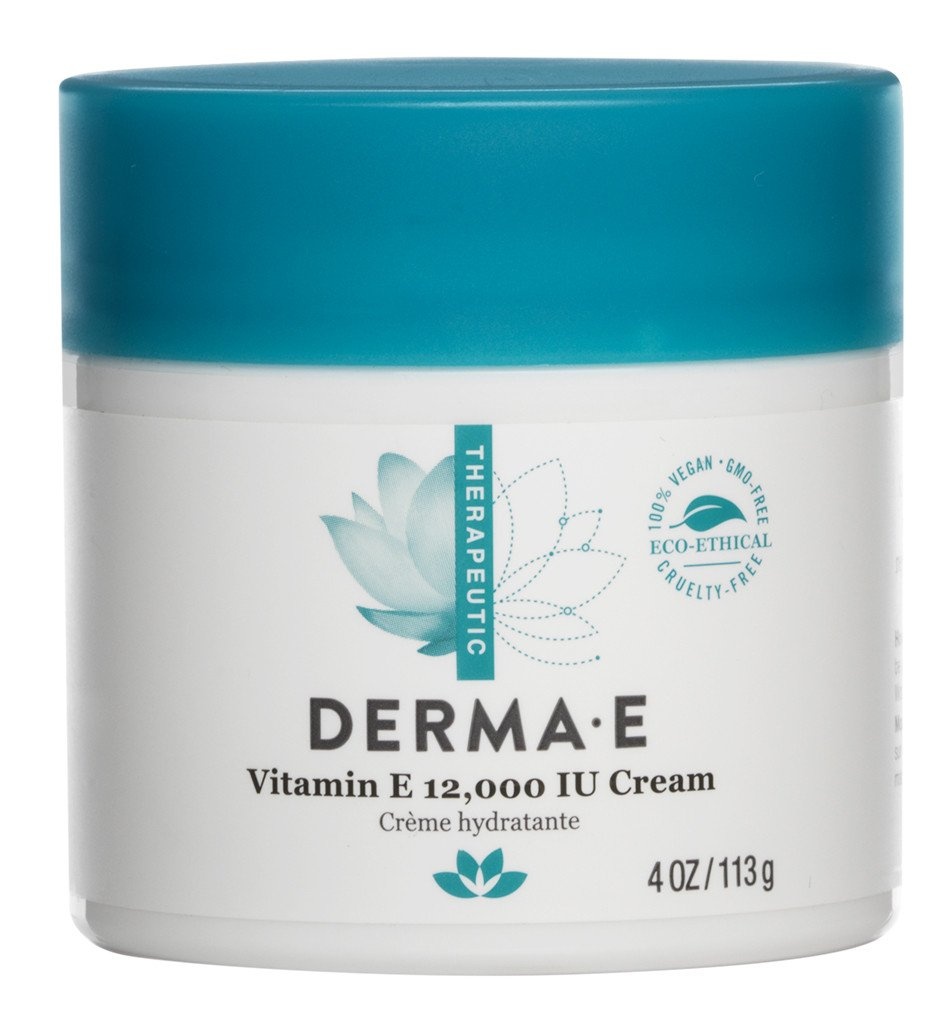 THERAPEUTIC
100% VEGAN · GMO-FREE
ECO-ETHICAL
CRUELTY-FREE
DERMA·E
Vitamin E 12,000 IU Cream
Crème hydratante
4 OZ/113g